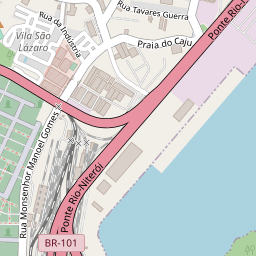 Rua Tavares Guerra
Rua da Indústria
Vila São
Lázaro
Praia do Caju
Ponte Rio-
Rua Monsenhor Manoel Gomes
Ponte Rio-Niterói
BR-101